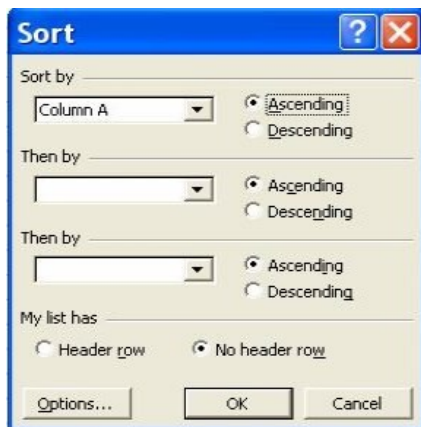 Sort
Sort by
Column A
Ascending
Descending
Then by
Ascending
Descending
Then by
Ascending
Descending
My list has
Header row
No header row
Options...
OK
Cancel